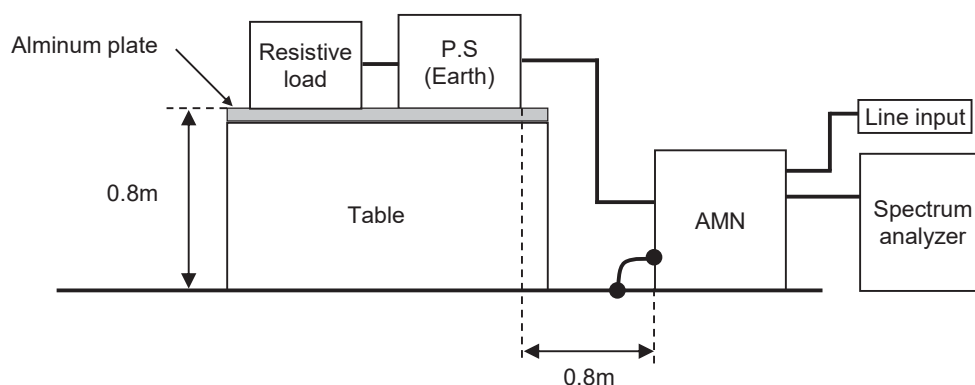 Alminum plate
Resistive
load
P.S
(Earth)
Line input
0.8m
Table
AMN
Spectrum
analyzer
0.8m